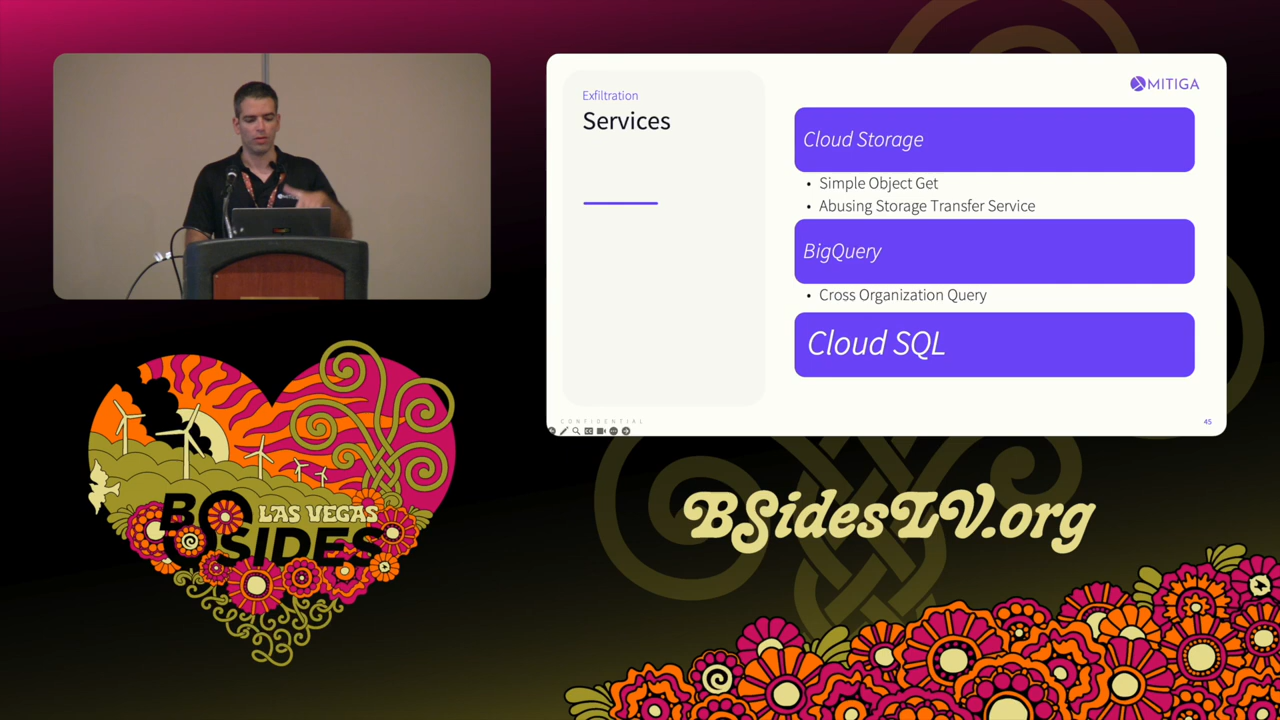 Exfiltration
Services
MITIGA
Cloud Storage
• Simple Object Get
• Abusing Storage Transfer Service
BigQuery
• Cross Organization Query
Cloud SQL
CONFIDENTIAL
45
LAS VEGAS
BSIDES
BSidesLV.org